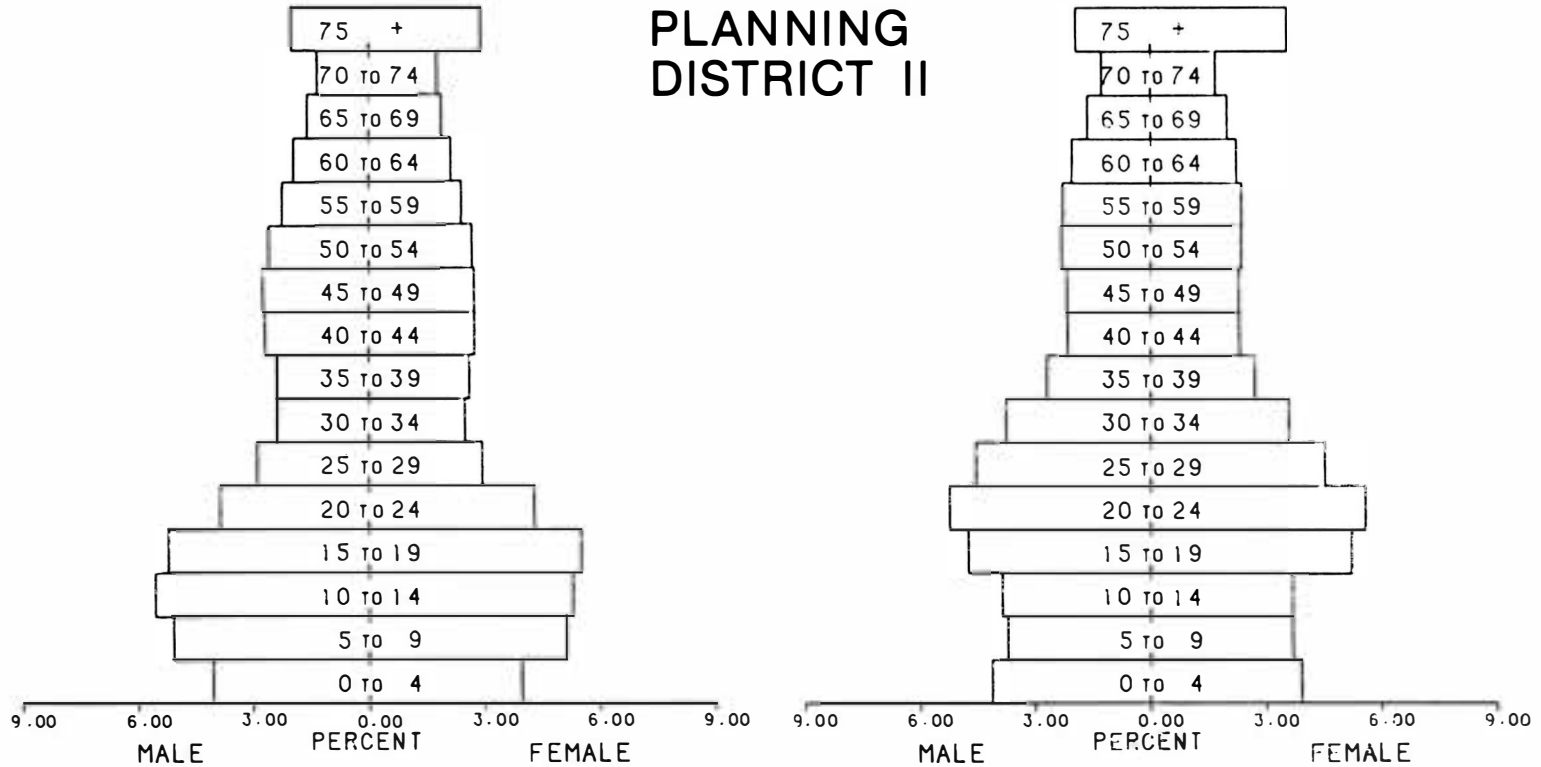 PLANNING
DISTRICT II
75 +
70 TO 74
65 TO 69
60 TO 64
55 TO 59
50 TO 54
45 TO 49
40 TO 44
35 TO 39
30 TO 34
25 TO 29
20 TO 24
15 TO 19
10 TO 14
5 TO 9
0 TO 4
9.00 6.00 3.00 0.00 3.00 6.00 9.00
MALE PERCENT FEMALE
75 +
70 TO 74
65 TO 69
60 TO 64
55 TO 59
50 TO 54
45 TO 49
40 TO 44
35 TO 39
30 TO 34
25 TO 29
20 TO 24
15 TO 19
10 TO 14
5 TO 9
0 TO 4
9.00 6.00 3.00 0.00 3.00 6.00 9.00
MALE PERCENT FEMALE